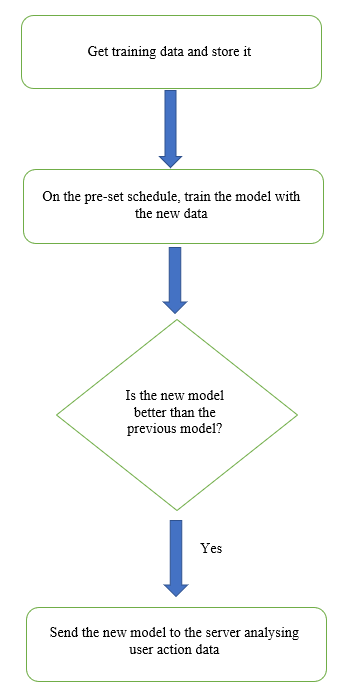 Get training data and store it
On the pre-set schedule, train the model with
the new data
Is the new model
better than the
previous model?
Yes
Send the new model to the server analysing
user action data